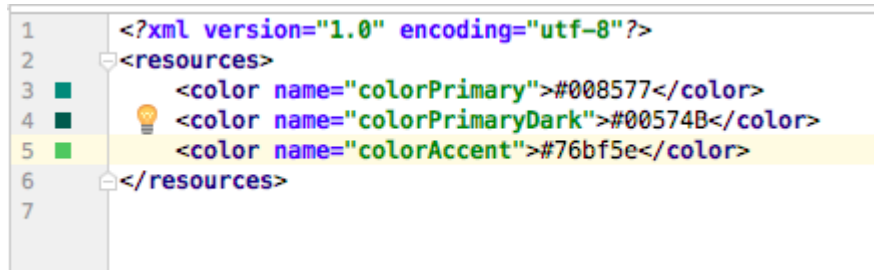 1 <?xml version="1.0" encoding="utf-8"?>
2 <resources>
3 <color name="colorPrimary">#008577</color>
4 <color name="colorPrimaryDark">#00574B</color>
5 <color name="colorAccent">#76bf5e</color>
6 </resources>
7